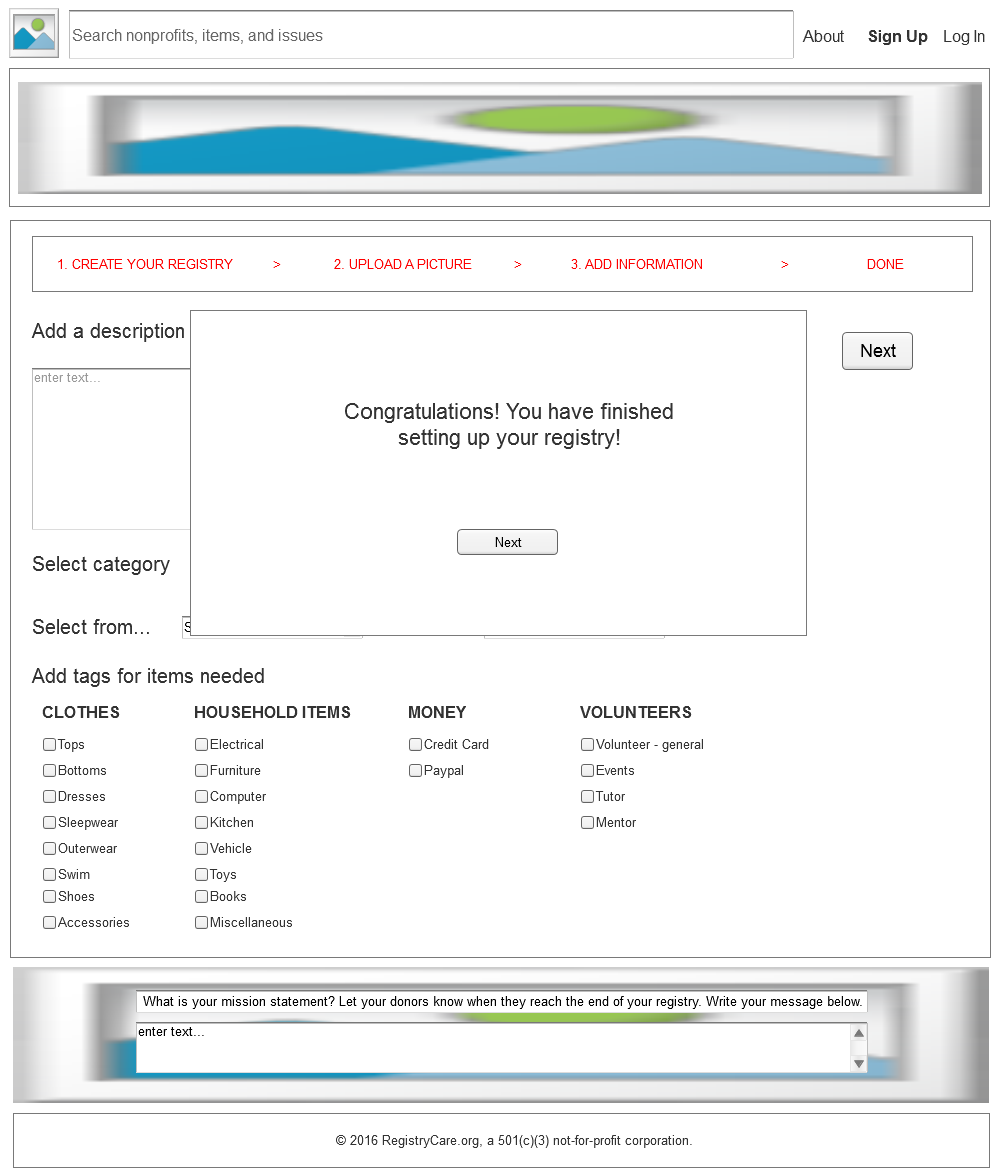 Search nonprofits, items, and issues
About
Sign Up
Log In
1. CREATE YOUR REGISTRY > 2. UPLOAD A PICTURE > 3. ADD INFORMATION > DONE
Add a description
Next
enter text...
Congratulations! You have finished
setting up your registry!
Next
Select category
Select from...
Add tags for items needed
CLOTHES
Tops
Bottoms
Dresses
Sleepwear
Outerwear
Swim
Shoes
Accessories
HOUSEHOLD ITEMS
Electrical
Furniture
Computer
Kitchen
Vehicle
Toys
Books
Miscellaneous
MONEY
Credit Card
Paypal
VOLUNTEERS
Volunteer - general
Events
Tutor
Mentor
What is your mission statement? Let your donors know when they reach the end of your registry. Write your message below.
enter text...
© 2016 RegistryCare.org, a 501(c)(3) not-for-profit corporation.